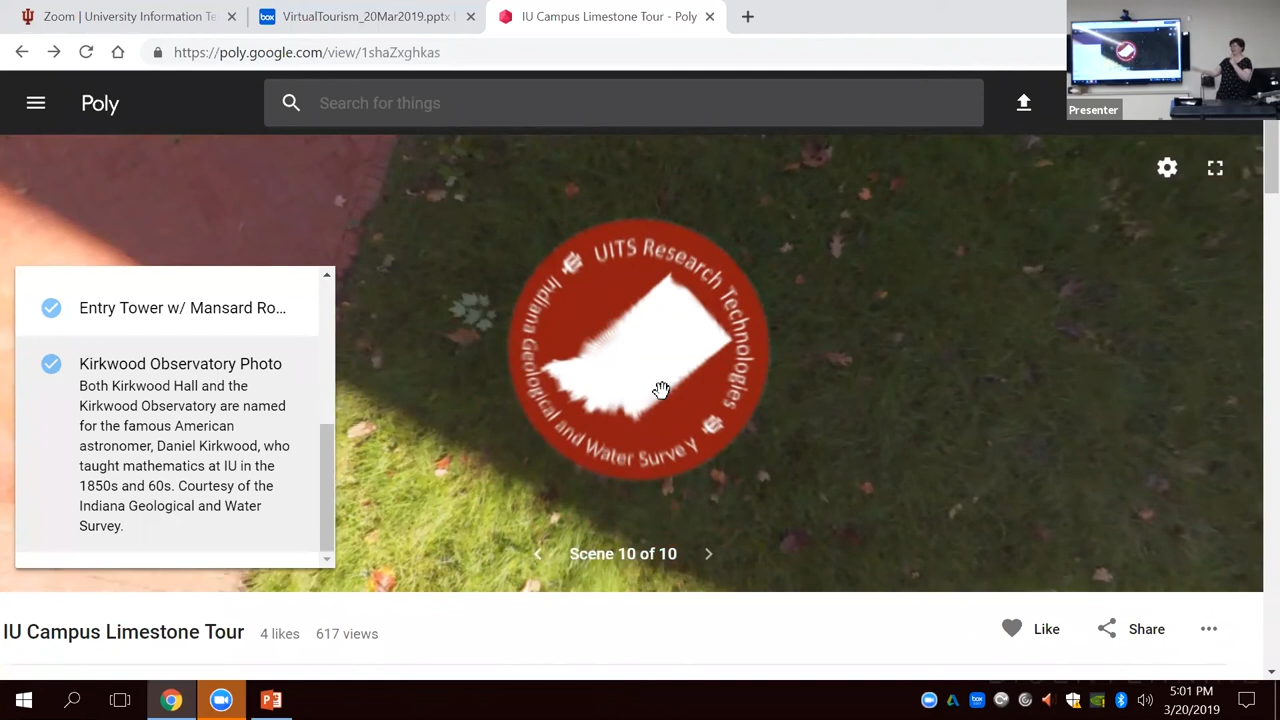 Zoom | University Information Te
VirtualTourism_20Mar2019.pptx
IU Campus Limestone Tour - Poly
https://poly.google.com/view/1shaZxghkas
Presenter
Poly
Search for things
UITS Research Technologies
Indiana Geological and Water Survey
Entry Tower w/ Mansard Ro...
Kirkwood Observatory Photo
Both Kirkwood Hall and the
Kirkwood Observatory are named
for the famous American
astronomer, Daniel Kirkwood, who
taught mathematics at IU in the
1850s and 60s. Courtesy of the
Indiana Geological and Water
Survey.
Scene 10 of 10
IU Campus Limestone Tour
4 likes
617 views
Like
Share
5:01 PM
3/20/2019